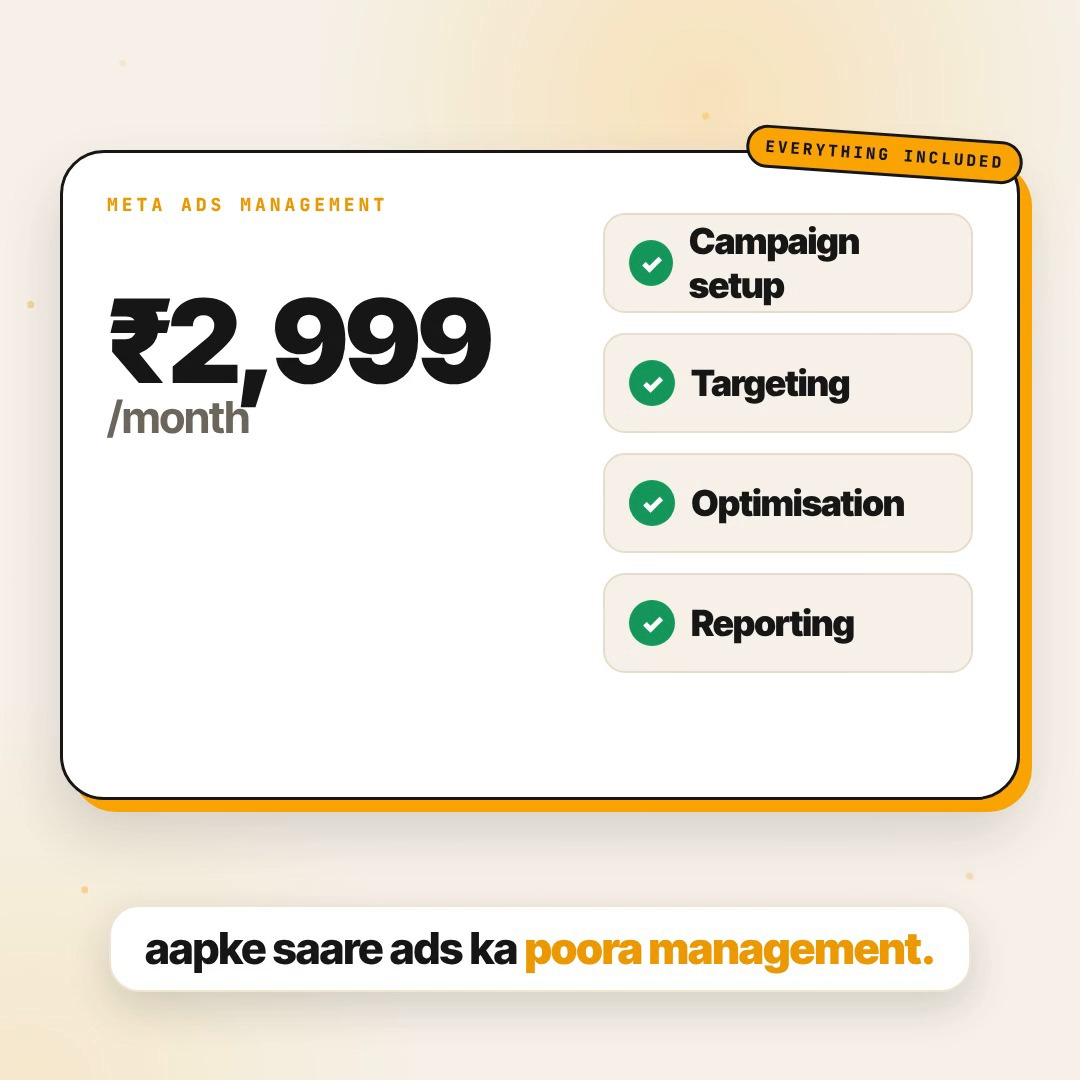 EVERYTHING INCLUDED
META ADS MANAGEMENT
₹2,999
/month
Campaign
setup
Targeting
Optimisation
Reporting
aapke saare ads ka poora management.